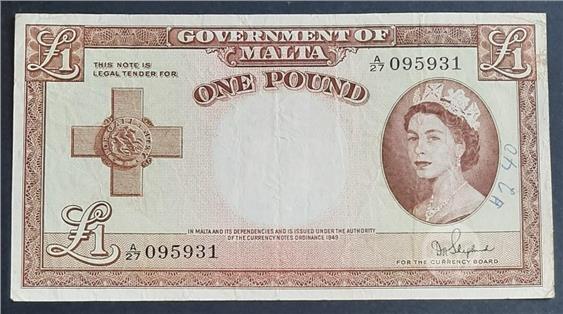 GOVERNMENT OF
MALTA
£1
£1
THIS NOTE IS
LEGAL TENDER FOR
A/27 095931
ONE POUND
IN MALTA AND ITS DEPENDENCIES AND IS ISSUED UNDER THE AUTHORITY
OF THE CURRENCY NOTES ORDINANCE 1949
£1
A/27 095931
FOR THE CURRENCY BOARD